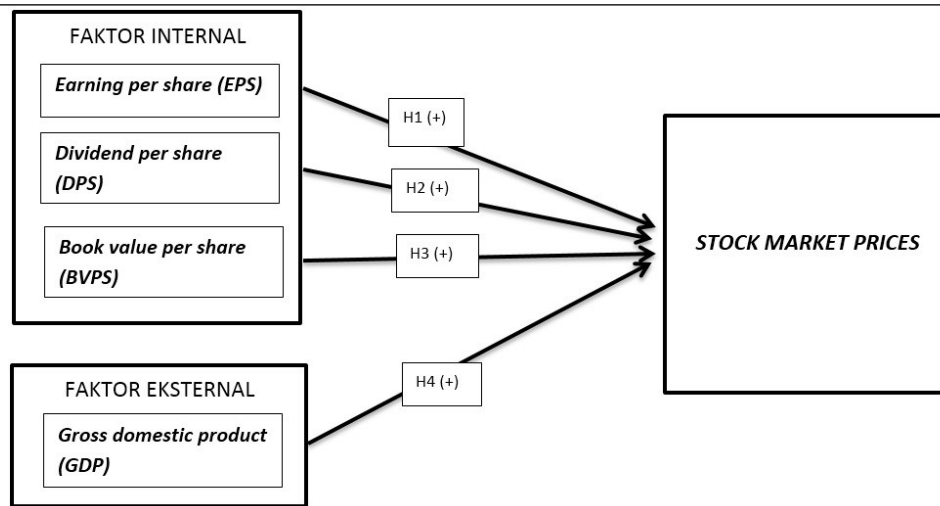 FAKTOR INTERNAL
Earning per share (EPS)
Dividend per share
(DPS)
Book value per share
(BVPS)
FAKTOR EKSTERNAL
Gross domestic product
(GDP)
H1 (+)
H2 (+)
H3 (+)
H4 (+)
STOCK MARKET PRICES